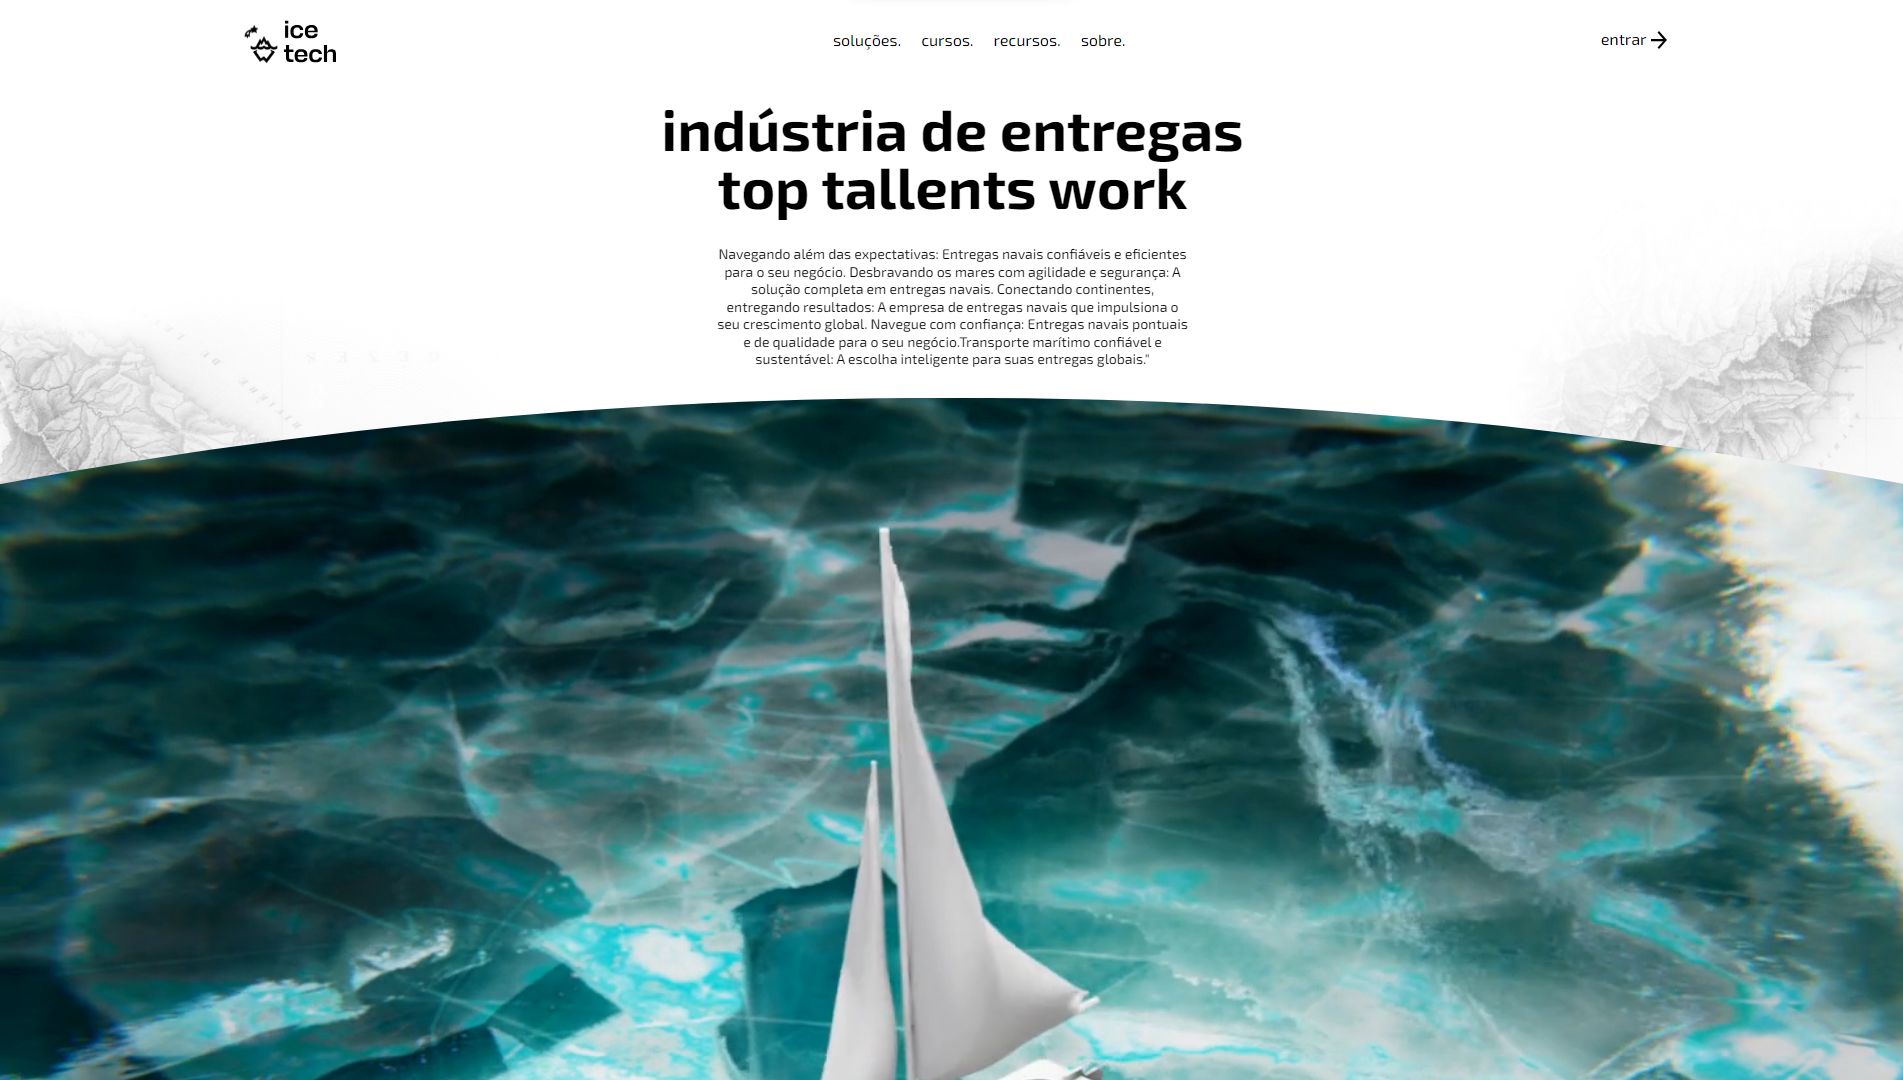 ice
tech
soluções. cursos. recursos. sobre.
entrar
indústria de entregas
top tallents work
Navegando além das expectativas: Entregas navais confiáveis e eficientes
para o seu negócio. Desbravando os mares com agilidade e segurança: A
solução completa em entregas navais. Conectando continentes,
entregando resultados: A empresa de entregas navais que impulsiona o
seu crescimento global. Navegue com confiança: Entregas navais pontuais
e de qualidade para o seu negócio.Transporte marítimo confiável e
sustentável: A escolha inteligente para suas entregas globais."